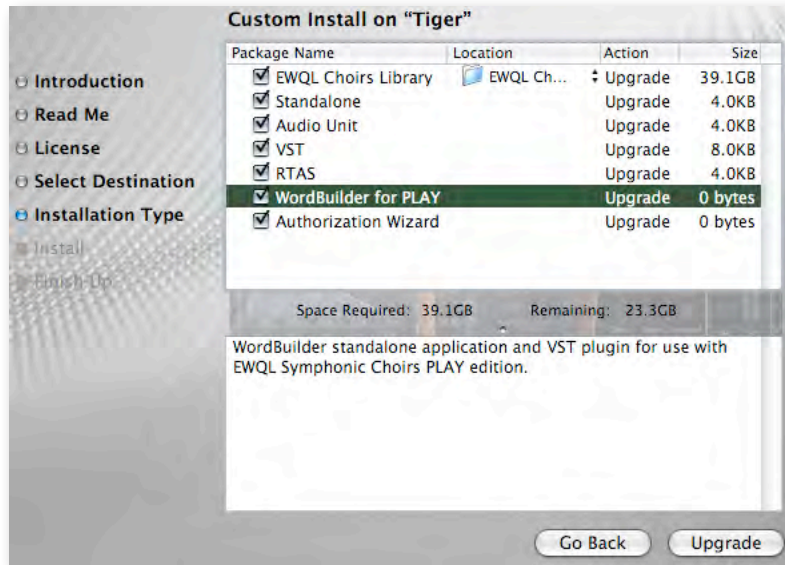 Custom Install on “Tiger”
Introduction
Read Me
License
Select Destination
Installation Type
Install
Finish Up
Package Name Location Action Size
EWQL Choirs Library EWQL Ch... Upgrade 39.1GB
Standalone Upgrade 4.0KB
Audio Unit Upgrade 4.0KB
VST Upgrade 8.0KB
RTAS Upgrade 4.0KB
WordBuilder for PLAY Upgrade 0 bytes
Authorization Wizard Upgrade 0 bytes
Space Required: 39.1GB Remaining: 23.3GB
WordBuilder standalone application and VST plugin for use with
EWQL Symphonic Choirs PLAY edition.
Go Back Upgrade